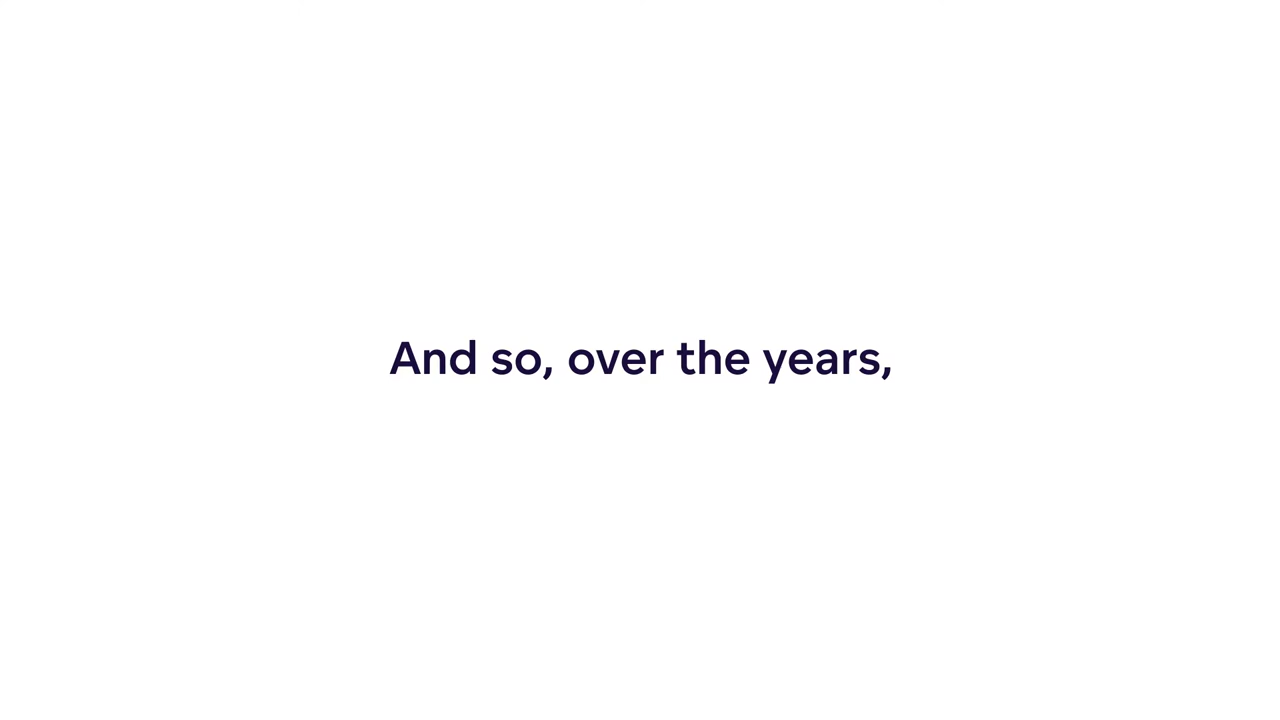 And so, over the years,